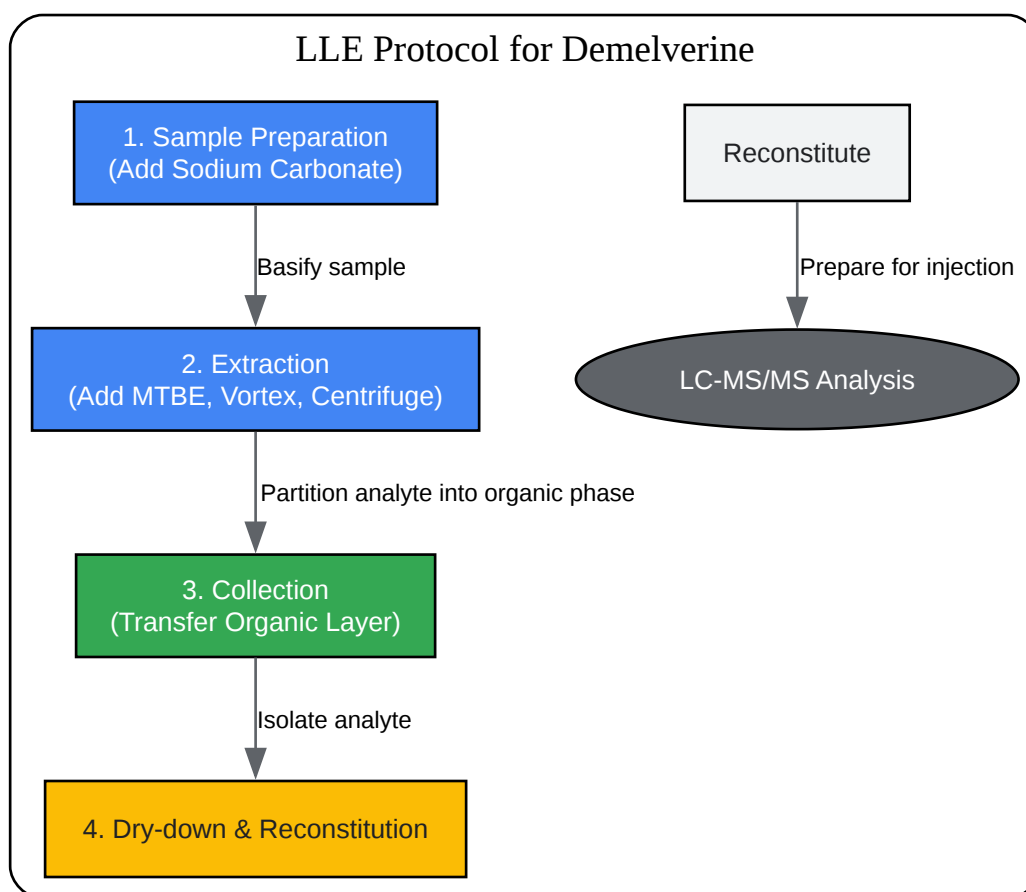 LLE Protocol for Demelverine
1. Sample Preparation
(Add Sodium Carbonate)
Basify sample
2. Extraction
(Add MTBE, Vortex, Centrifuge)
Partition analyte into organic phase
3. Collection
(Transfer Organic Layer)
Isolate analyte
4. Dry-down & Reconstitution
Reconstitute
Prepare for injection
LC-MS/MS Analysis